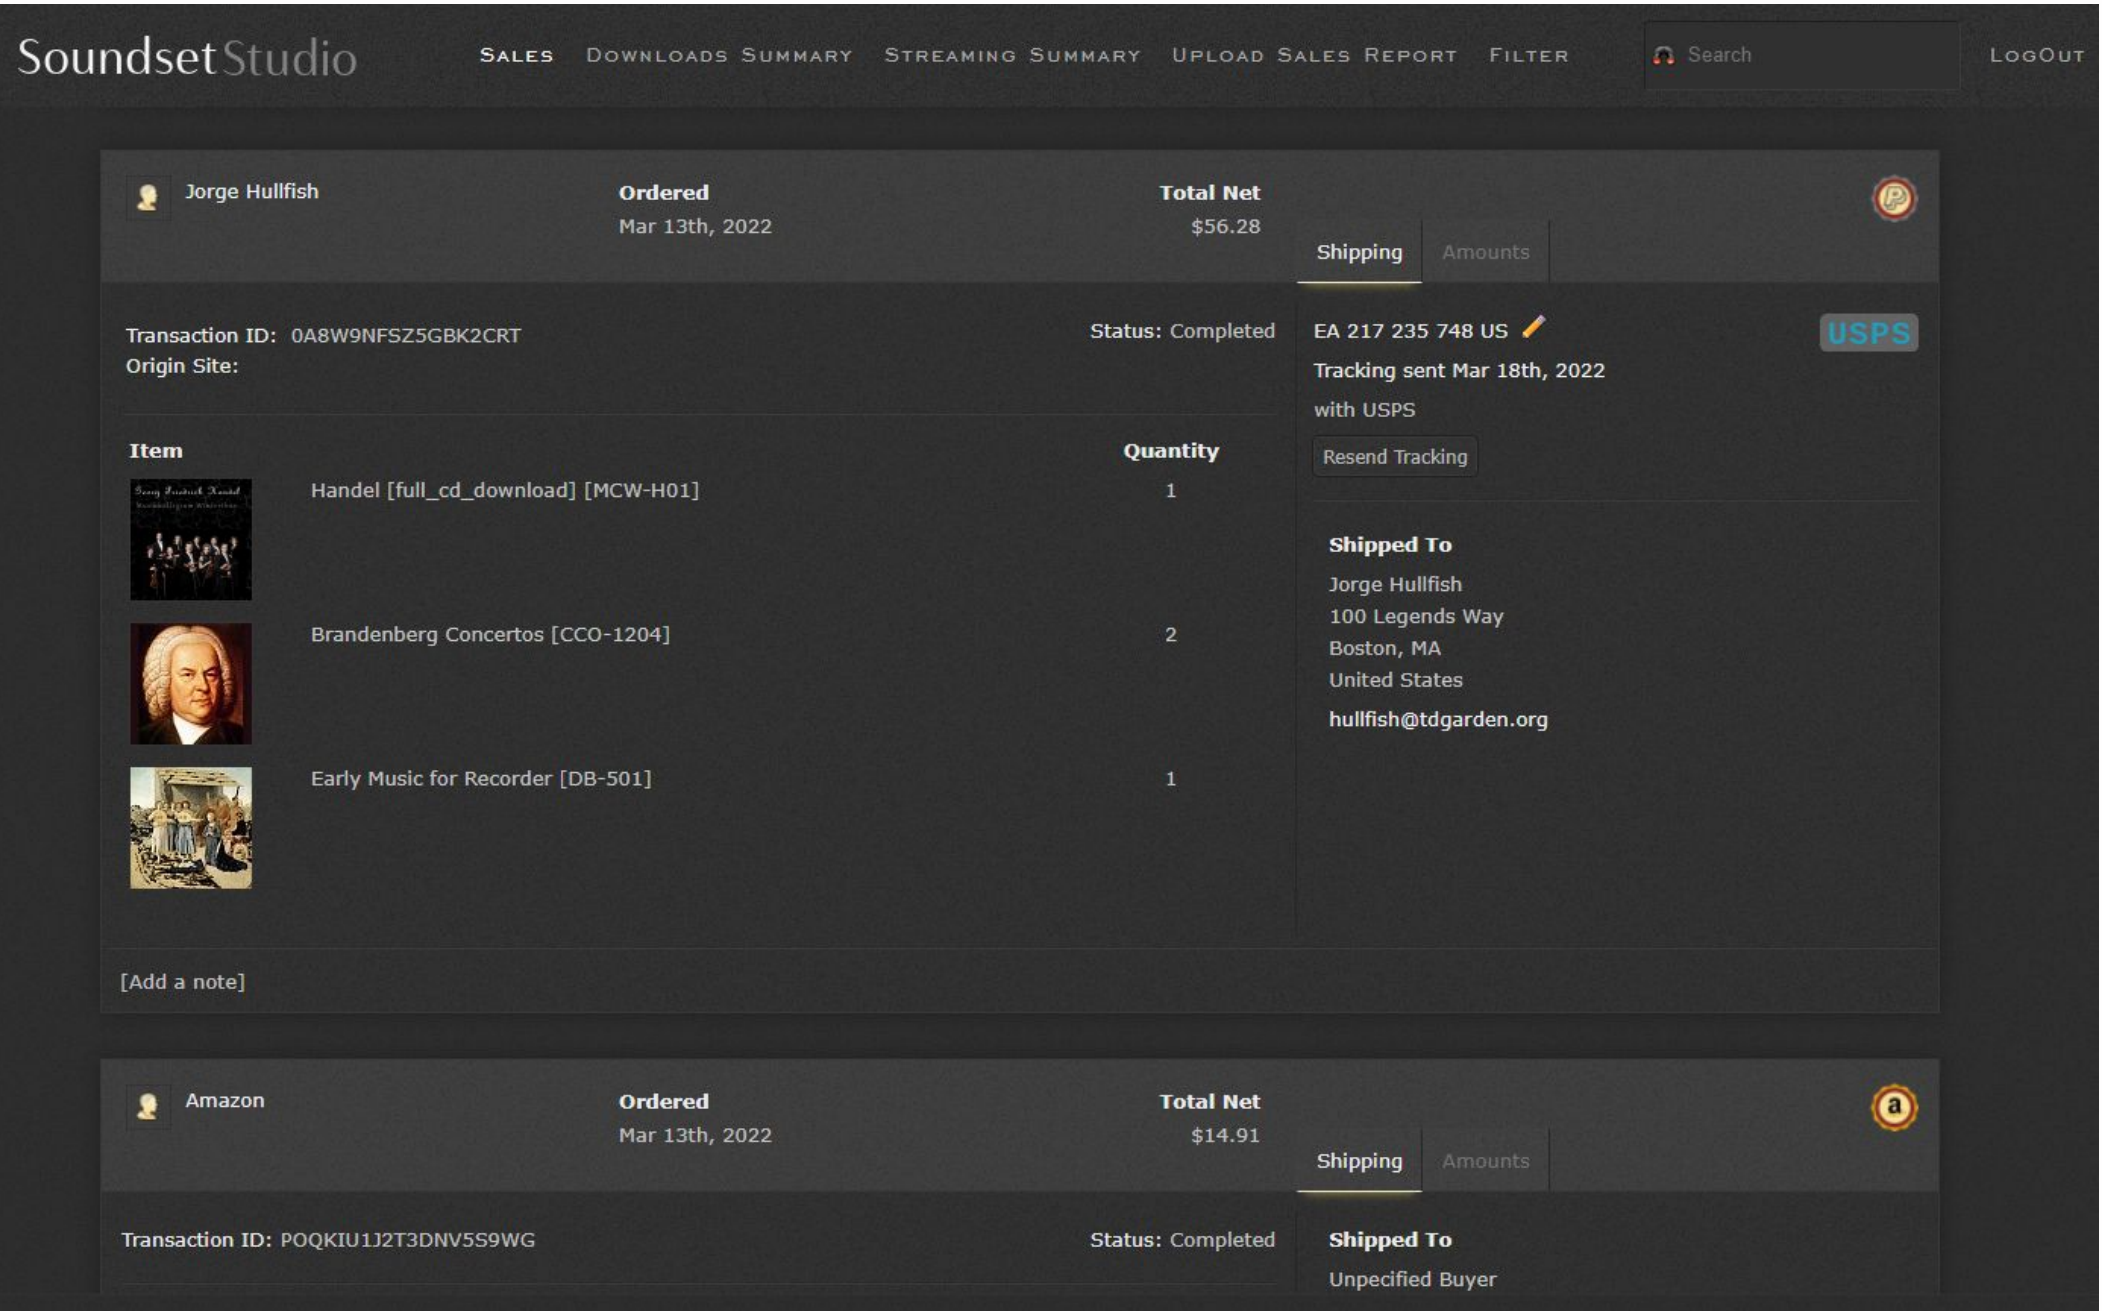 SoundsetStudio
Sales Downloads Summary Streaming Summary Upload Sales Report Filter Search LogOut
Jorge Hullfish
Ordered
Mar 13th, 2022
Total Net
$56.28
P
Shipping Amounts
Transaction ID: 0A8W9NFSZ5GBK2CRT
Origin Site:
Status: Completed
Item Quantity
Handel [full_cd_download] [MCW-H01] 1
Brandenberg Concertos [CCO-1204] 2
Early Music for Recorder [DB-501] 1
EA 217 235 748 US
USPS
Tracking sent Mar 18th, 2022
with USPS
Resend Tracking
Shipped To
Jorge Hullfish
100 Legends Way
Boston, MA
United States
hullfish@tdgarden.org
[Add a note]
Amazon
Ordered
Mar 13th, 2022
Total Net
$14.91
a
Shipping Amounts
Transaction ID: POQKIU1J2T3DNV5S9WG
Status: Completed
Shipped To
Unpecified Buyer